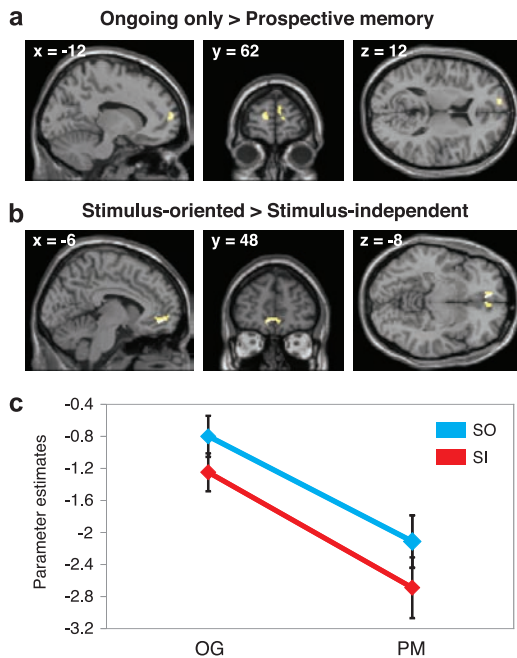 a
Ongoing only > Prospective memory
x = -12
y = 62
z = 12
b
Stimulus-oriented > Stimulus-independent
x = -6
y = 48
z = -8
c
Parameter estimates
-0.4
-0.8
-1.2
-1.6
-2
-2.4
-2.8
-3.2
SO
SI
OG
PM